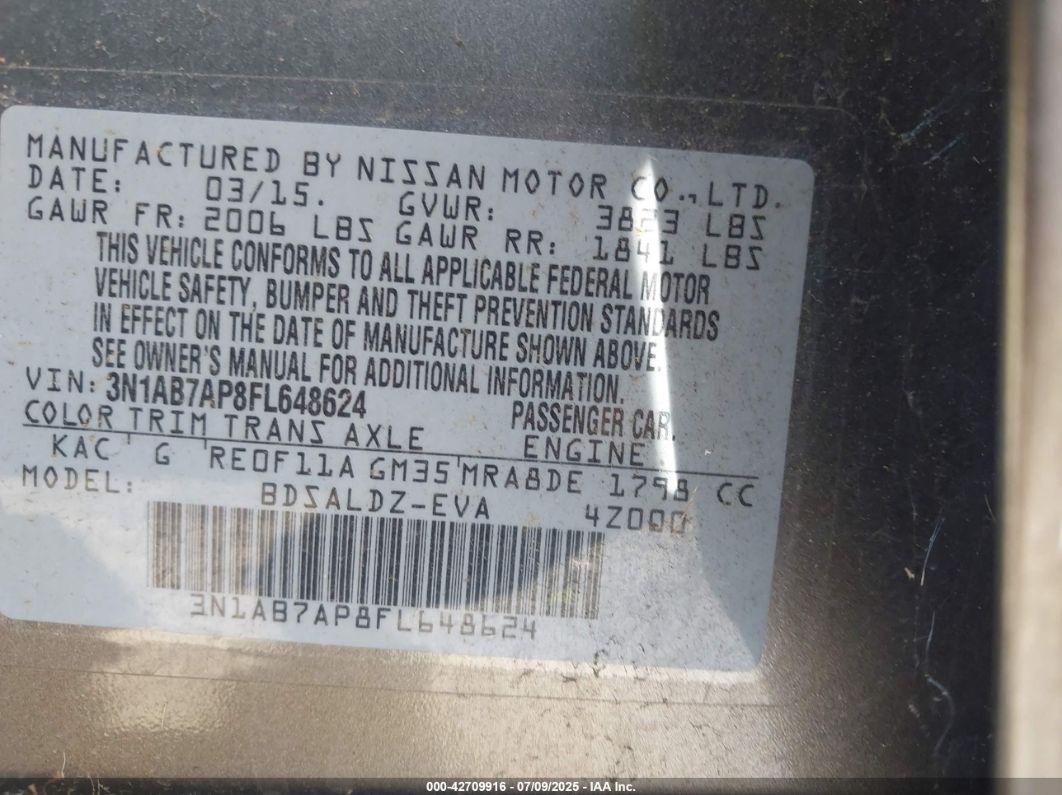 MANUFACTURED BY NISSAN MOTOR CO., LTD.
DATE: 03/15. GVWR: 3823 LBS
GAWR FR: 2006 LBS GAWR RR: 1841 LBS
THIS VEHICLE CONFORMS TO ALL APPLICABLE FEDERAL MOTOR
VEHICLE SAFETY, BUMPER AND THEFT PREVENTION STANDARDS
IN EFFECT ON THE DATE OF MANUFACTURE SHOWN ABOVE.
SEE OWNER'S MANUAL FOR ADDITIONAL INFORMATION.
VIN: 3N1AB7AP8FL648624 PASSENGER CAR.
COLOR TRIM TRANS AXLE ENGINE
KAC G RE0F11A GM35 MRA8DE 1798 CC
MODEL: BDSALDZ-EVA 4Z000
3N1AB7AP8FL648624
000-42709916 - 07/09/2025 - IAA Inc.